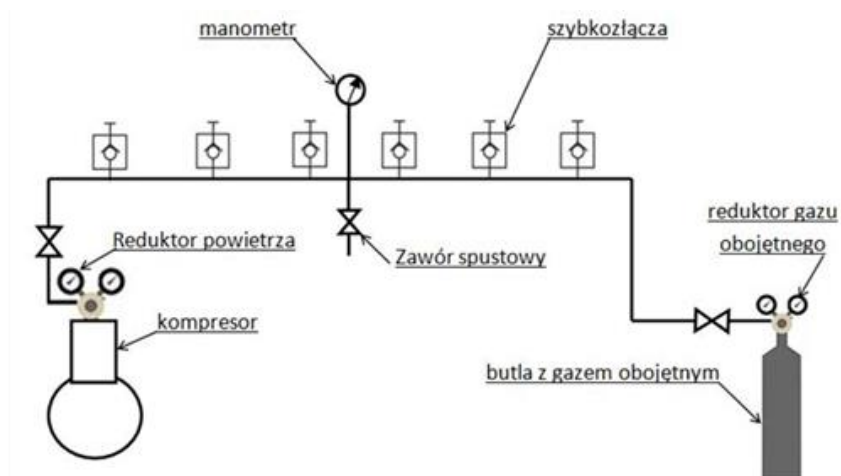 manometr
szybkozłącza
Reduktor powietrza
Zawór spustowy
reduktor gazu
obojętnego
kompresor
butla z gazem obojętnym